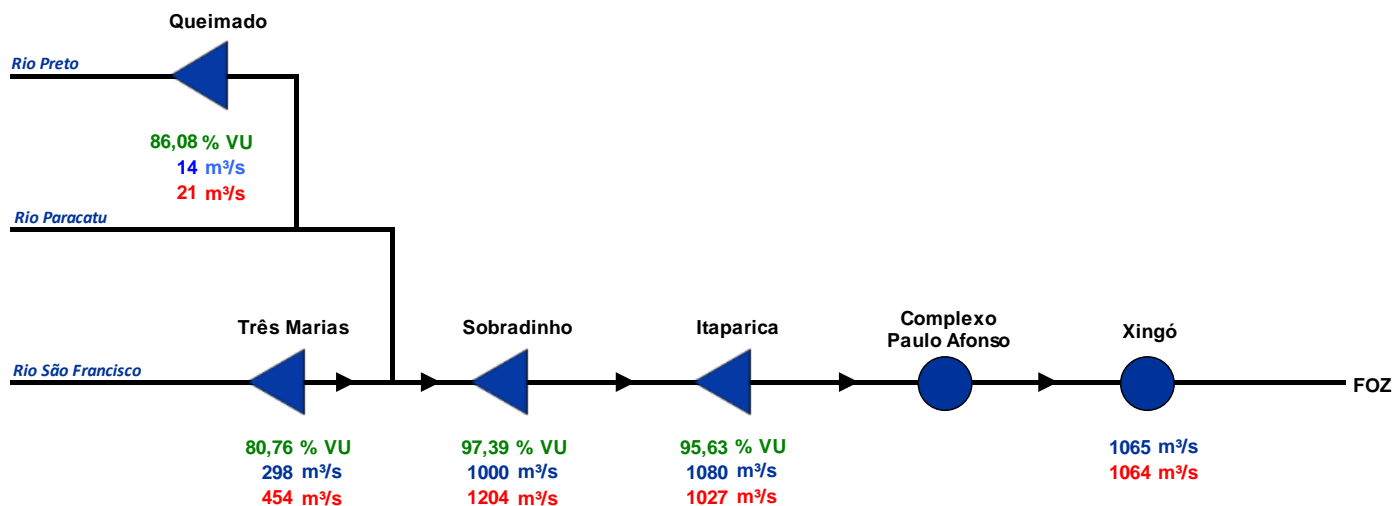 Queimado
Rio Preto
86,08 % VU
14 m³/s
21 m³/s
Rio Paracatu
Três Marias
Sobradinho
Itaparica
Complexo
Paulo Afonso
Xingó
Rio São Francisco
FOZ
80,76 % VU
97,39 % VU
95,63 % VU
1065 m³/s
298 m³/s
1000 m³/s
1080 m³/s
1064 m³/s
454 m³/s
1204 m³/s
1027 m³/s